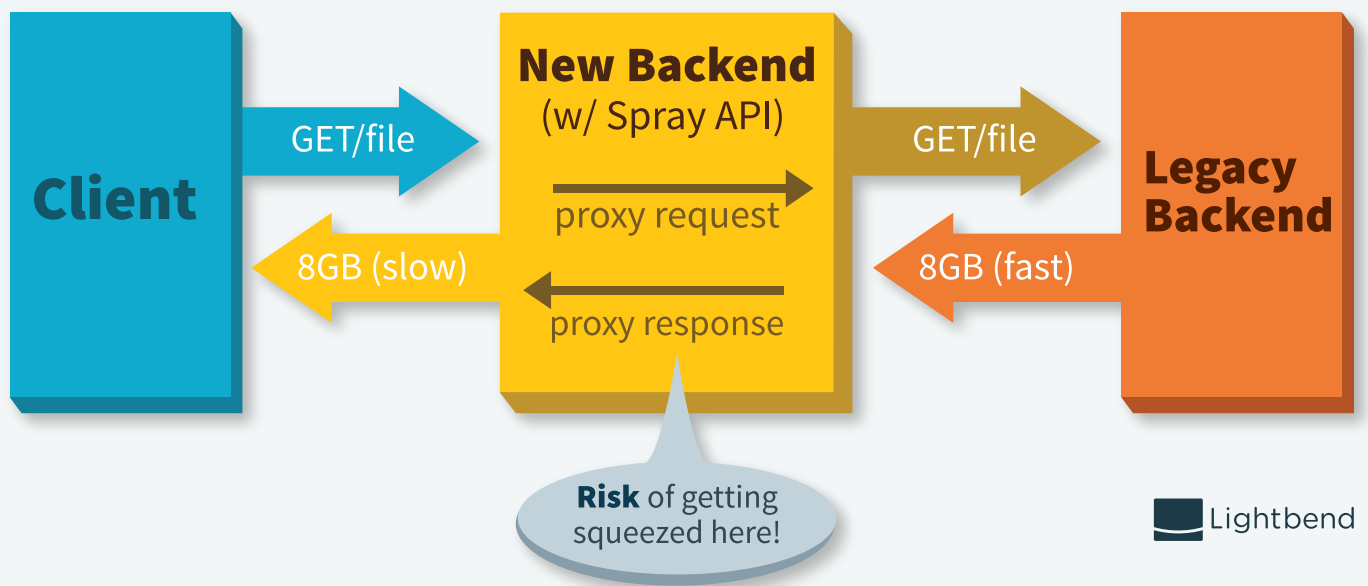 Client
GET/file
8GB (slow)
New Backend
(w/ Spray API)
proxy request
proxy response
GET/file
8GB (fast)
Legacy
Backend
Risk of getting
squeezed here!
Lightbend